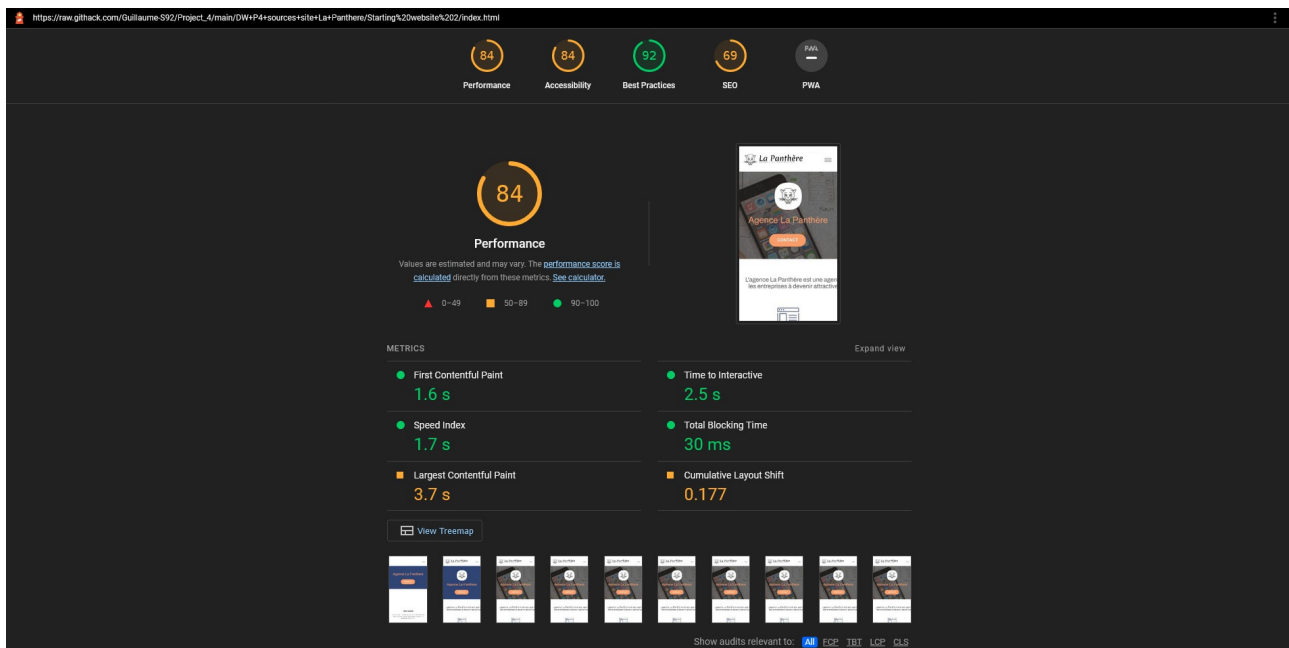 https://raw.githack.com/Guillaume-S92/Project_4/main/DW+P4+sources+site+La+Panthere/Starting%20website%202/index.html
84 84 92 69
Performance Accessibility Best Practices SEO PWA
84
Performance
Values are estimated and may vary. The performance score is
calculated directly from these metrics. See calculator.
0–49 50–89 90–100
La Panthère
Agence La Panthère
CONTACT
L'agence La Panthère est une agen
les entreprises à devenir attractive
METRICS Expand view
First Contentful Paint Time to Interactive
1.6 s 2.5 s
Speed Index Total Blocking Time
1.7 s 30 ms
Largest Contentful Paint Cumulative Layout Shift
3.7 s 0.177
View Treemap
Show audits relevant to: All FCP TBT LCP CLS